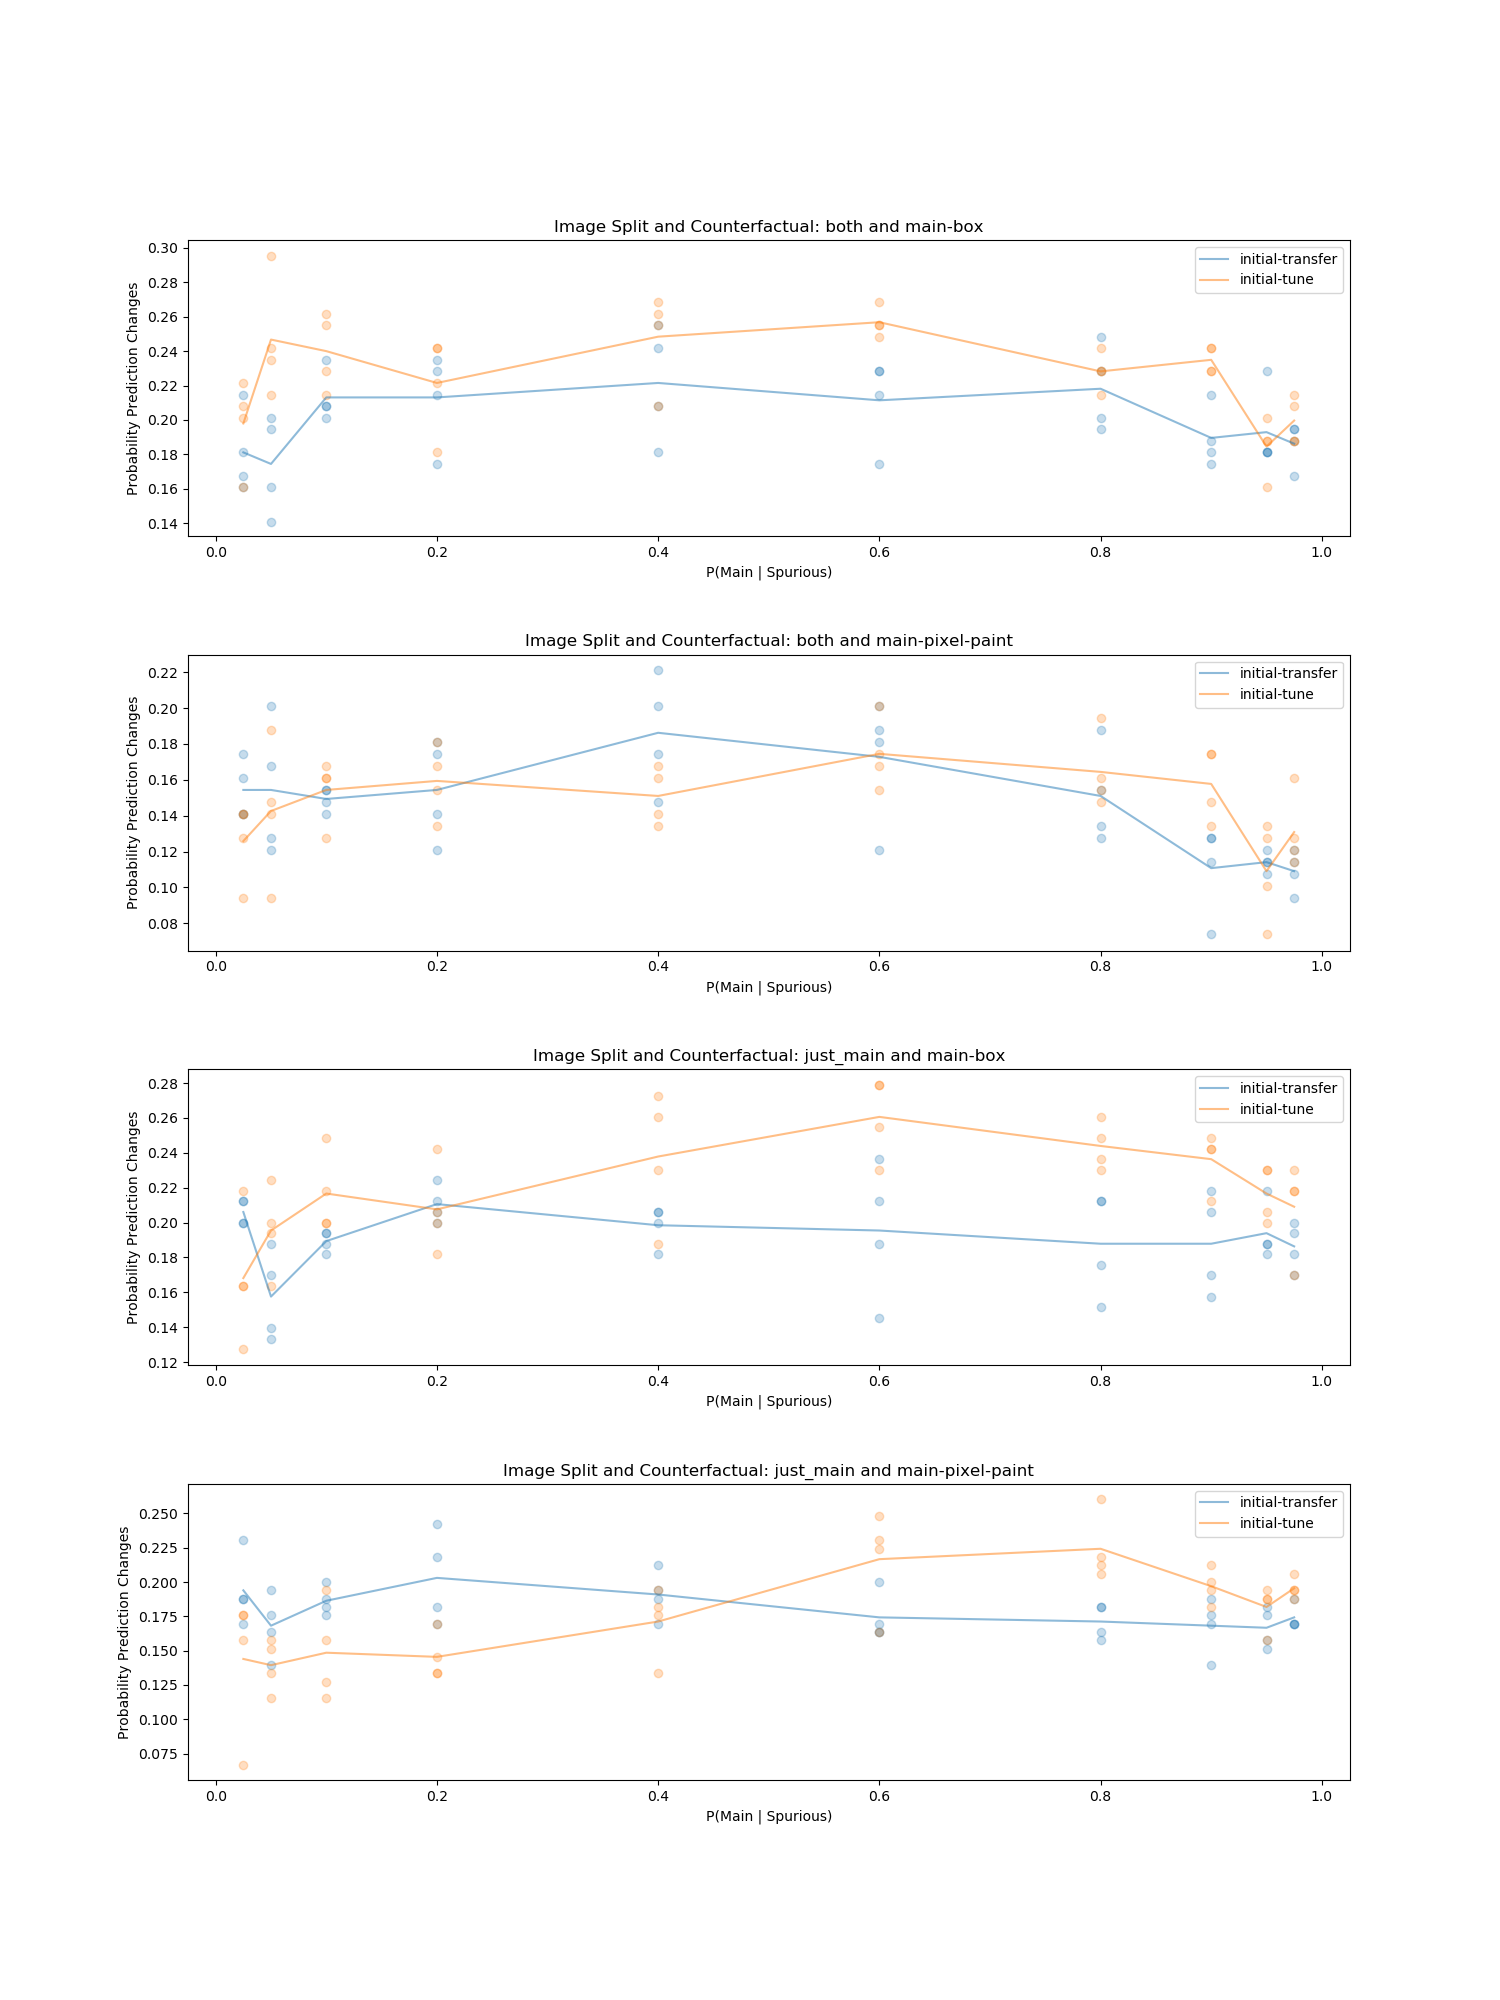 Image Split and Counterfactual: both and main-box
Probability Prediction Changes
0.30
0.28
0.26
0.24
0.22
0.20
0.18
0.16
0.14
initial-transfer
initial-tune
0.0 0.2 0.4 0.6 0.8 1.0
P(Main | Spurious)
Image Split and Counterfactual: both and main-pixel-paint
Probability Prediction Changes
0.22
0.20
0.18
0.16
0.14
0.12
0.10
0.08
initial-transfer
initial-tune
0.0 0.2 0.4 0.6 0.8 1.0
P(Main | Spurious)
Image Split and Counterfactual: just_main and main-box
Probability Prediction Changes
0.28
0.26
0.24
0.22
0.20
0.18
0.16
0.14
0.12
initial-transfer
initial-tune
0.0 0.2 0.4 0.6 0.8 1.0
P(Main | Spurious)
Image Split and Counterfactual: just_main and main-pixel-paint
Probability Prediction Changes
0.250
0.225
0.200
0.175
0.150
0.125
0.100
0.075
initial-transfer
initial-tune
0.0 0.2 0.4 0.6 0.8 1.0
P(Main | Spurious)